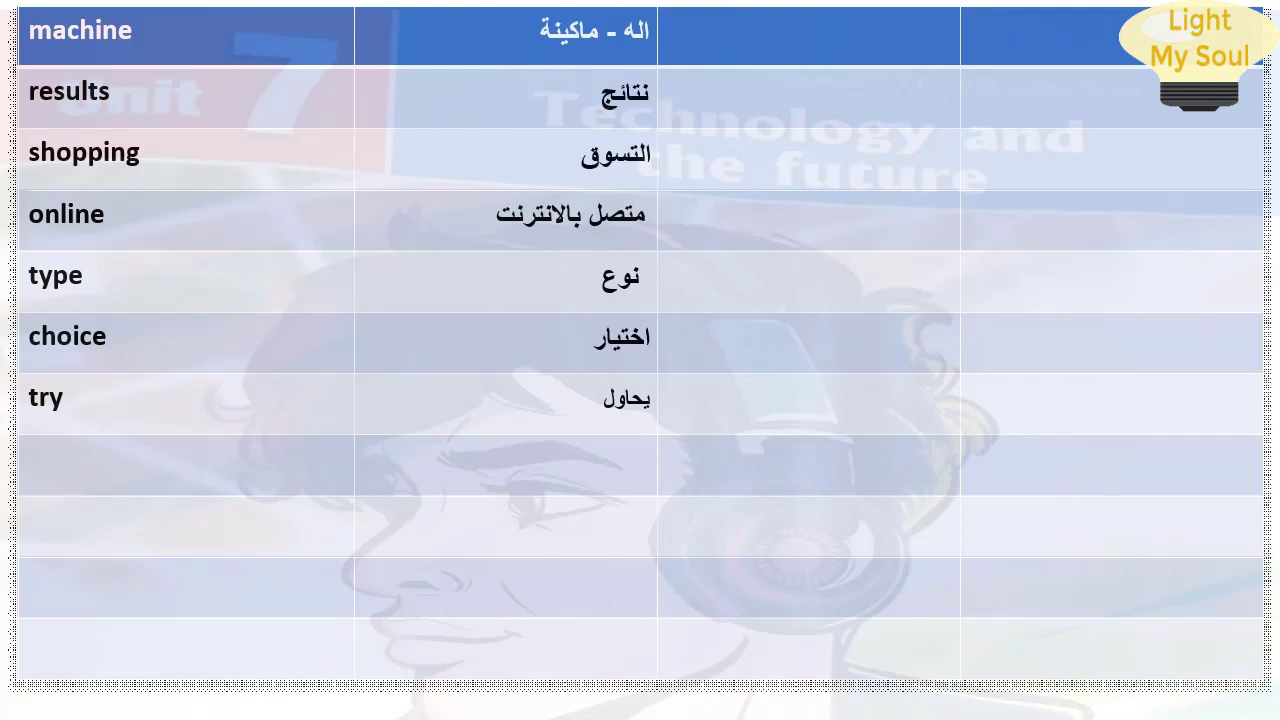 machine اله - ماكينة
Light
My Soul
results نتائج
Unit 7
Technology and
the future
shopping التسوق
online متصل بالانترنت
type نوع
choice اختيار
try يحاول